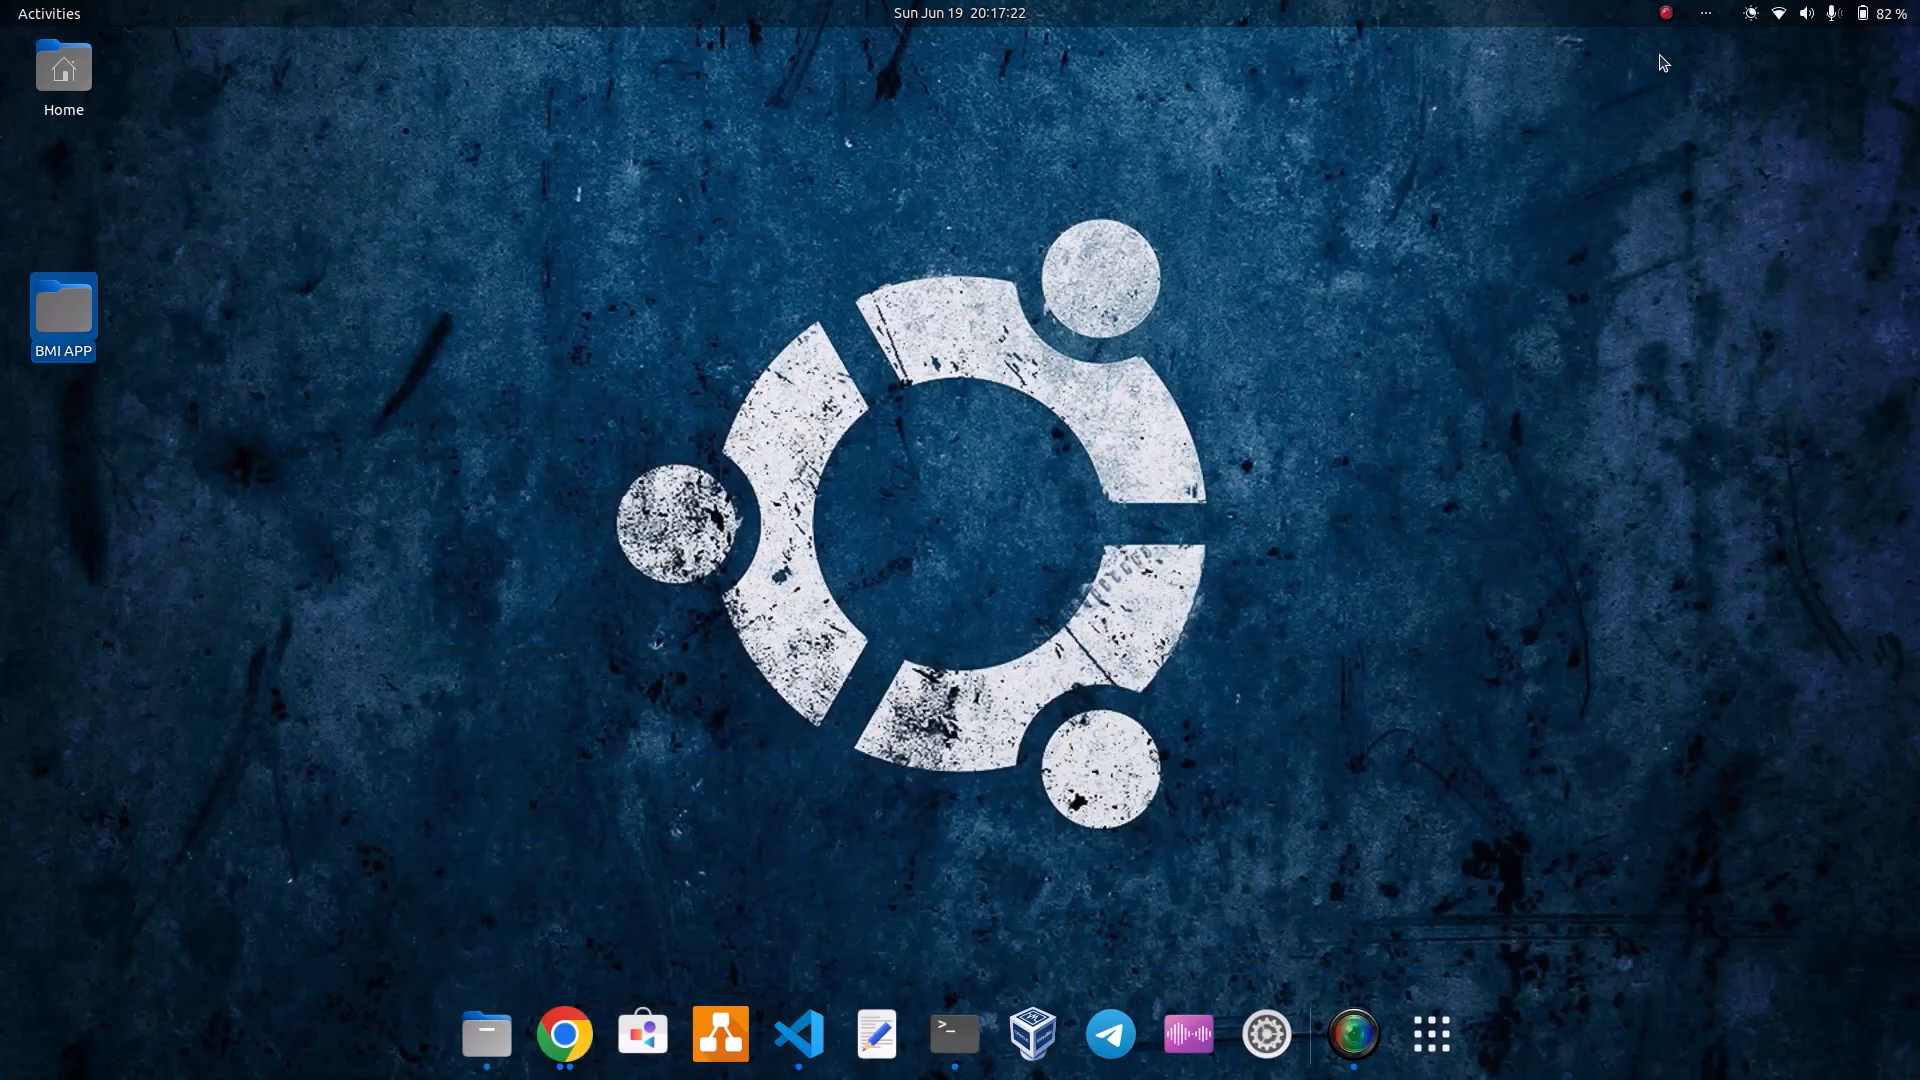 Activities
Sun Jun 19 20:17:22
82 %
Home
BMI APP
>_